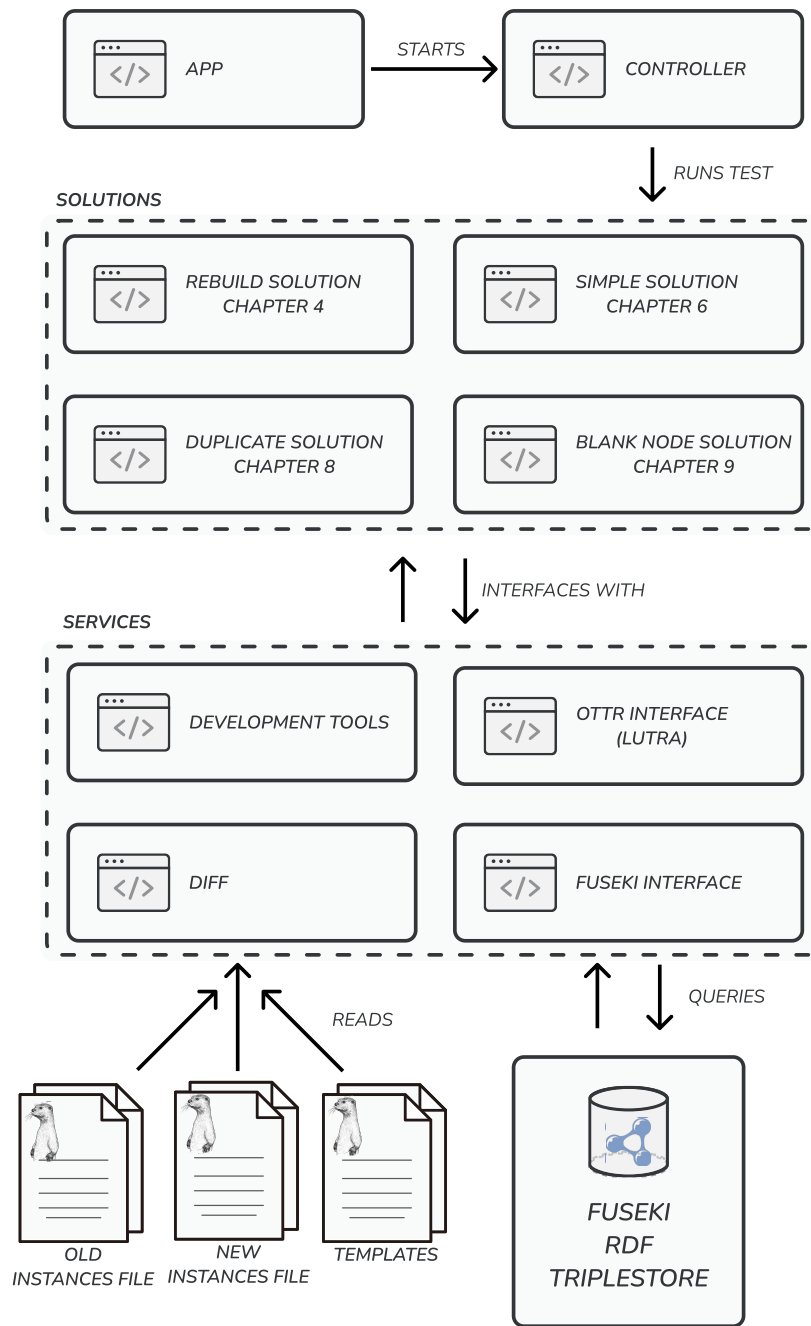 APP
STARTS
CONTROLLER
RUNS TEST
SOLUTIONS
REBUILD SOLUTION
CHAPTER 4
SIMPLE SOLUTION
CHAPTER 6
DUPLICATE SOLUTION
CHAPTER 8
BLANK NODE SOLUTION
CHAPTER 9
INTERFACES WITH
SERVICES
DEVELOPMENT TOOLS
OTTR INTERFACE
(LUTRA)
DIFF
FUSEKI INTERFACE
READS
QUERIES
OLD
INSTANCES FILE
NEW
INSTANCES FILE
TEMPLATES
FUSEKI
RDF
TRIPLESTORE